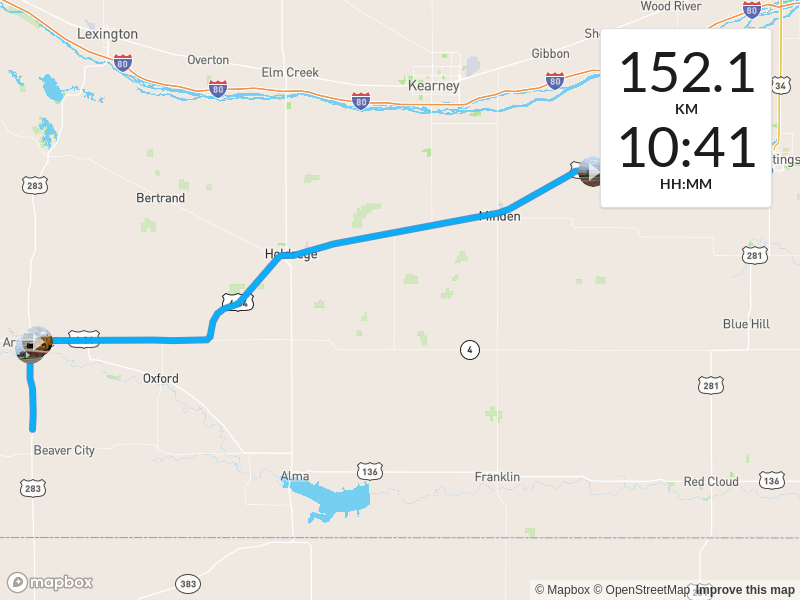 Wood River
Lexington
80
Overton
Elm Creek
Gibbon
80
80
80
80
Kearney
34
152.1
KM
10:41
HH:MM
283
Bertrand
Minden
Holdrege
281
Blue Hill
4
Oxford
281
Beaver City
Alma
136
Franklin
Red Cloud
136
283
383
mapbox
© Mapbox © OpenStreetMap Improve this map